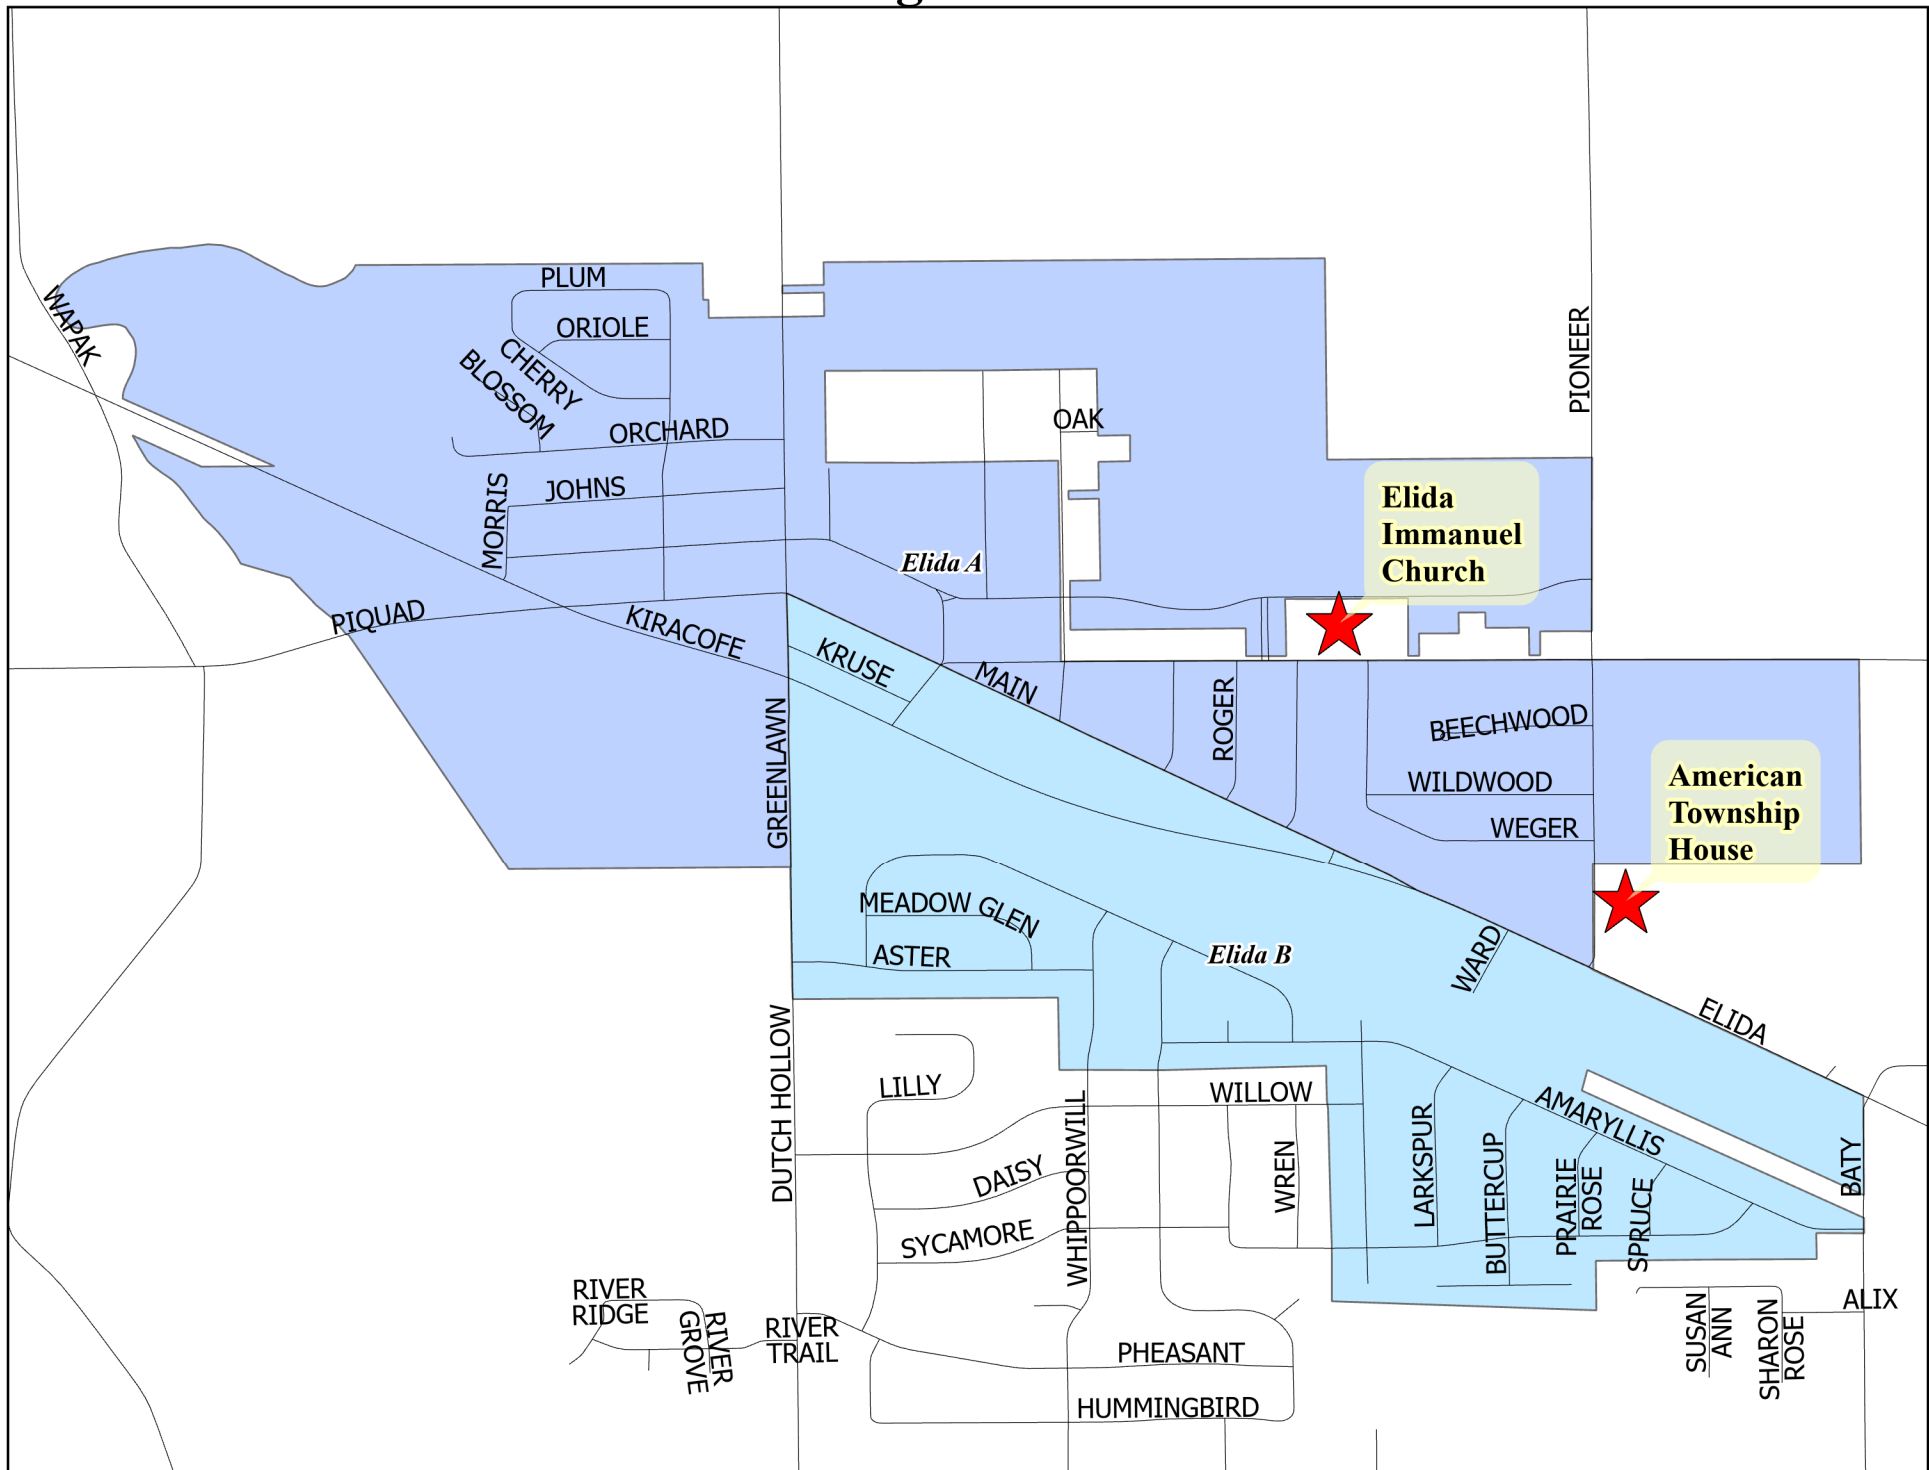 g
PLUM
ORIOLE
CHERRY
BLOSSOM
ORCHARD
WAPAK
OAK
PIONEER
MORRIS
JOHNS
Elida
Immanuel
Church
Elida A
PIQUAD
KIRACOFE
KRUSE
MAIN
ROGER
BEECHWOOD
GREENLAWN
WILDWOOD
WEGER
American
Township
House
MEADOW GLEN
ASTER
Elida B
WARD
ELIDA
DUTCH HOLLOW
LILLY
WILLOW
WHIPPOORWILL
DAISY
SYCAMORE
WREN
LARKSPUR
BUTTERCUP
AMARYLLIS
PRAIRIE
ROSE
SPRUCE
BATY
RIVER
RIDGE
RIVER
GROVE
RIVER
TRAIL
PHEASANT
HUMMINGBIRD
SUSAN
ANN
SHARON
ROSE
ALIX